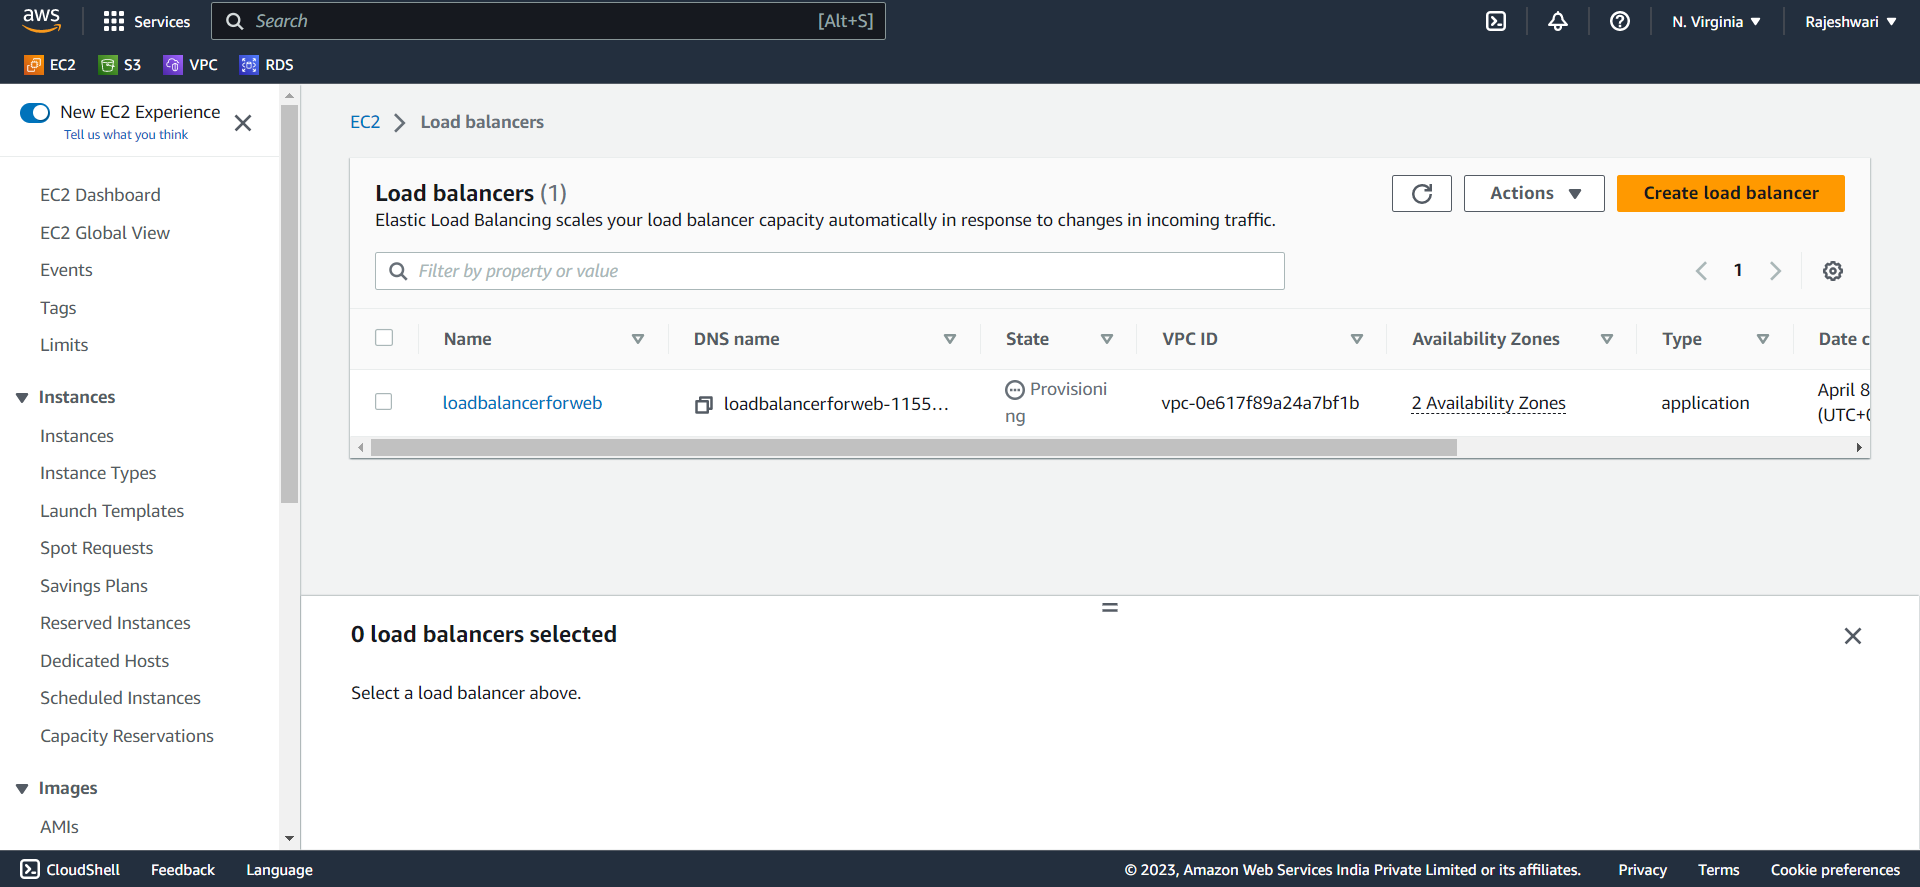 aws
Services
Search
[Alt+S]
N. Virginia
Rajeshwari
EC2
S3
VPC
RDS
New EC2 Experience
Tell us what you think
EC2 Dashboard
EC2 Global View
Events
Tags
Limits
Instances
Instances
Instance Types
Launch Templates
Spot Requests
Savings Plans
Reserved Instances
Dedicated Hosts
Scheduled Instances
Capacity Reservations
Images
AMIs
EC2
Load balancers
Load balancers (1)
Elastic Load Balancing scales your load balancer capacity automatically in response to changes in incoming traffic.
Actions
Create load balancer
Filter by property or value
1
Name
DNS name
State
VPC ID
Availability Zones
Type
Date c
loadbalancerforweb
loadbalancerforweb-1155...
Provisioni
ng
vpc-0e617f89a24a7bf1b
2 Availability Zones
application
April 8
(UTC+0
0 load balancers selected
Select a load balancer above.
CloudShell
Feedback
Language
© 2023, Amazon Web Services India Private Limited or its affiliates.
Privacy
Terms
Cookie preferences